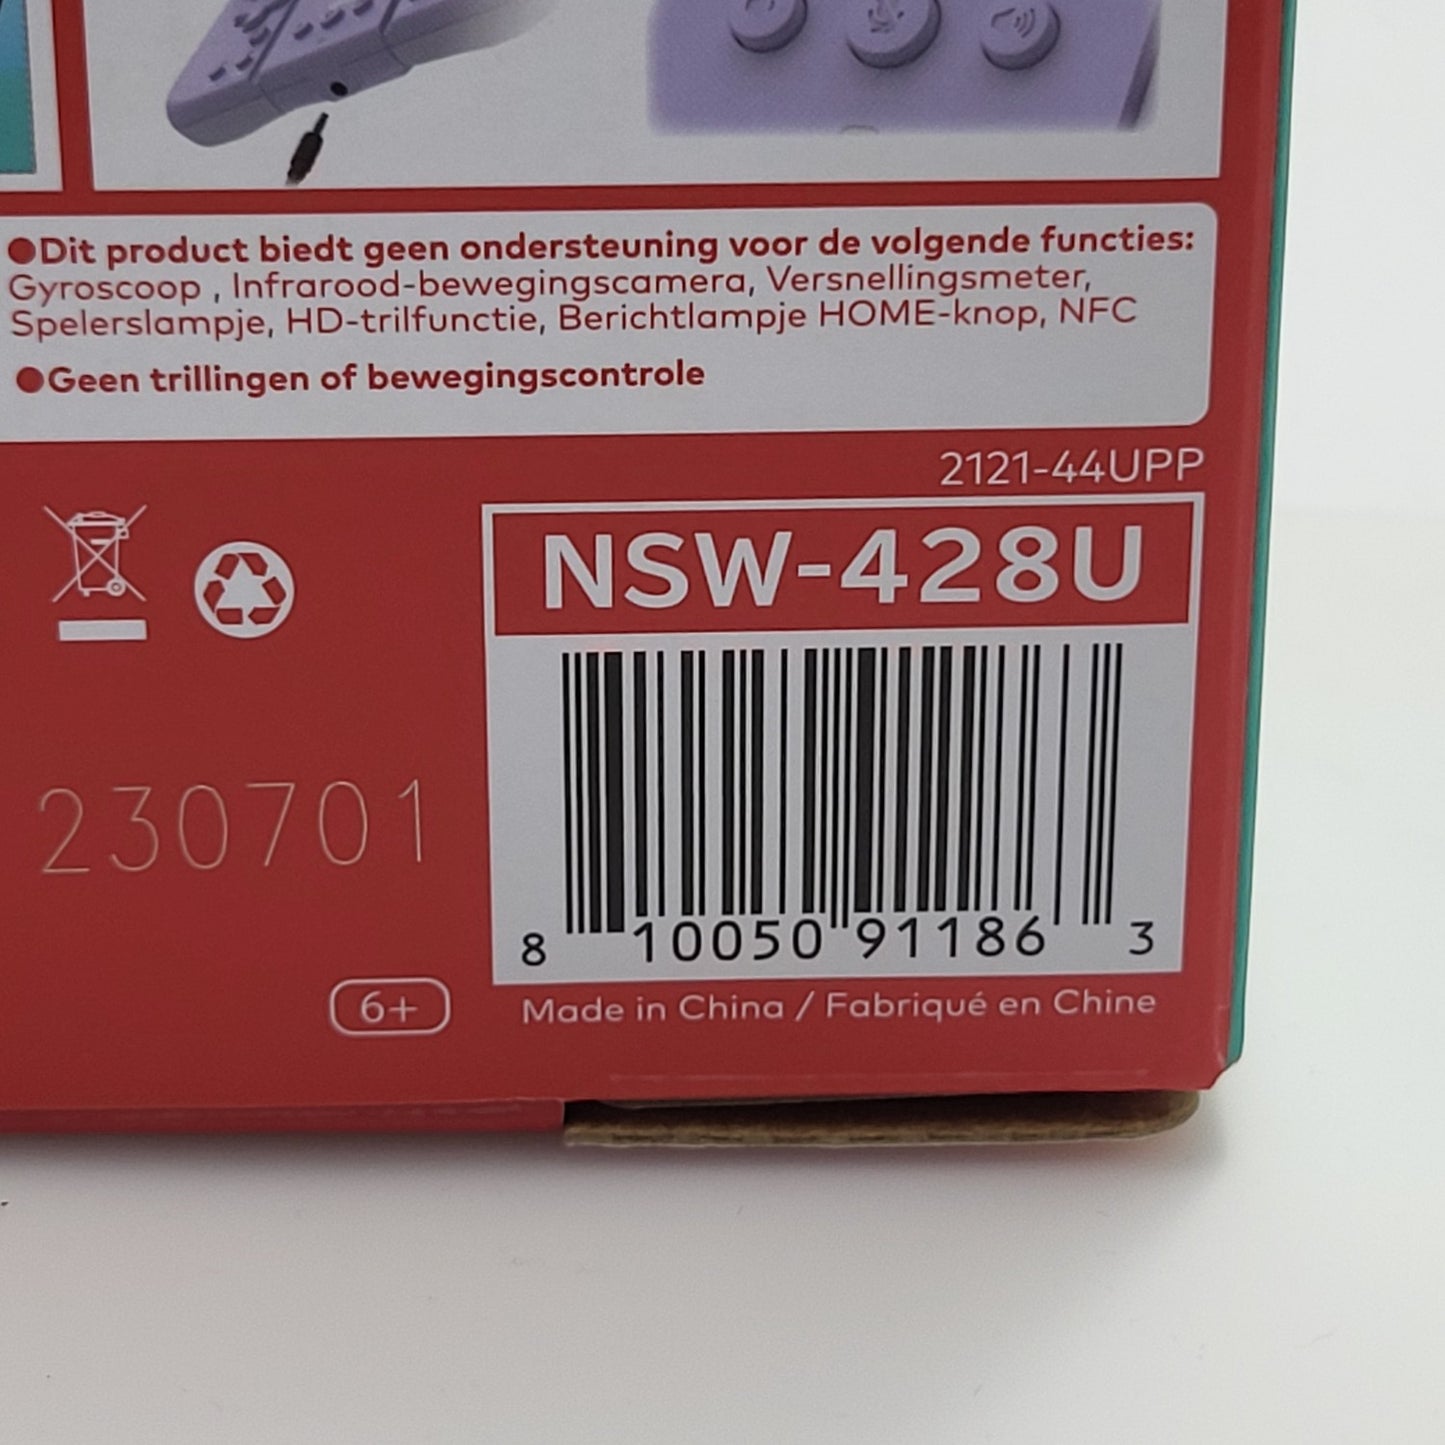 ●Dit product biedt geen ondersteuning voor de volgende functies:
Gyroscoop , Infrarood-bewegingscamera, Versnellingsmeter,
Spelerslampje, HD-trilfunctie, Berichtlampje HOME-knop, NFC
●Geen trillingen of bewegingscontrole
2121-44UPP
NSW-428U
230701
8 10050 91186 3
6+
Made in China / Fabriqué en Chine